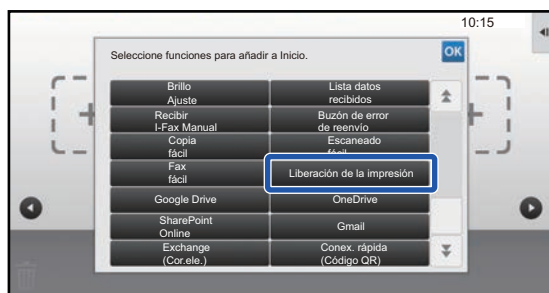 10:15
Seleccione funciones para añadir a Inicio.
OK
Brillo
Ajuste
Lista datos
recibidos
Recibir
I-Fax Manual
Buzón de error
de reenvío
Copia
fácil
Escaneado
fácil
Fax
fácil
Liberación de la impresión
Google Drive
OneDrive
SharePoint
Online
Gmail
Exchange
(Cor.ele.)
Conex. rápida
(Código QR)